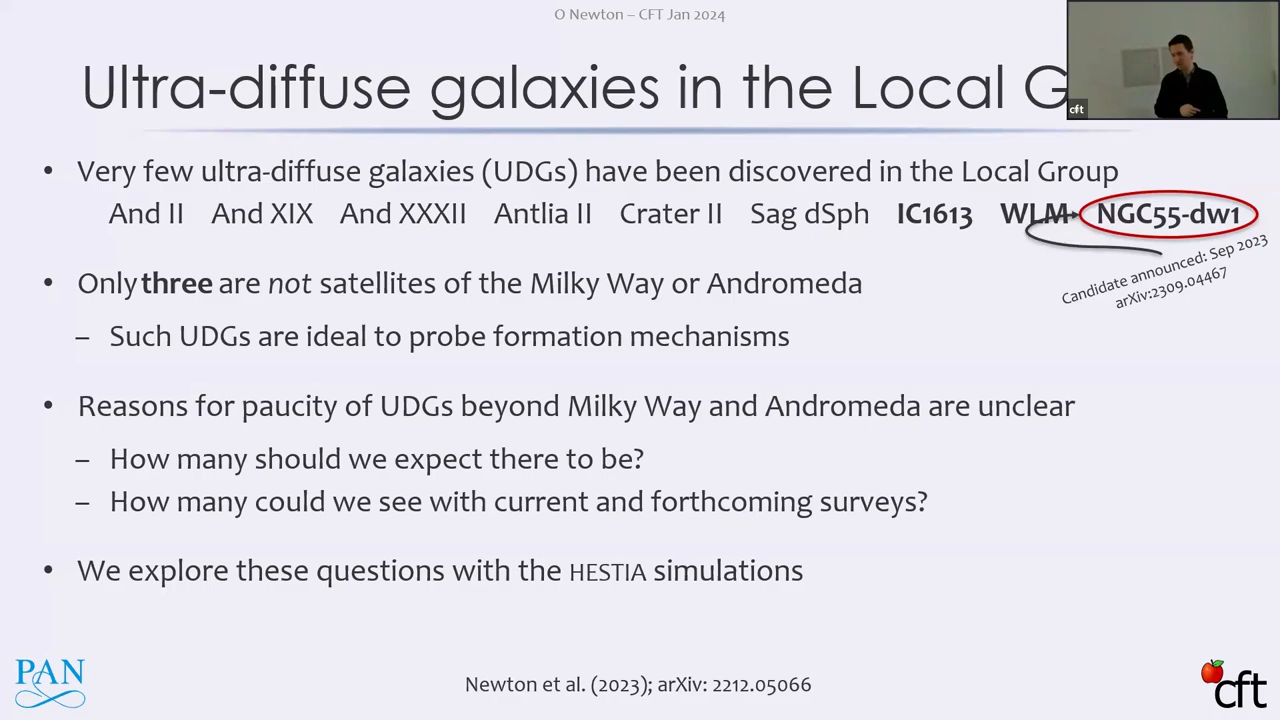 O Newton – CFT Jan 2024
Ultra-diffuse galaxies in the Local G
cft
• Very few ultra-diffuse galaxies (UDGs) have been discovered in the Local Group
And II And XIX And XXXII Antlia II Crater II Sag dSph IC1613 WLM NGC55-dw1
Candidate announced: Sep 2023
arXiv:2309.04467
• Only three are not satellites of the Milky Way or Andromeda
– Such UDGs are ideal to probe formation mechanisms
• Reasons for paucity of UDGs beyond Milky Way and Andromeda are unclear
– How many should we expect there to be?
– How many could we see with current and forthcoming surveys?
• We explore these questions with the HESTIA simulations
PAN
Newton et al. (2023); arXiv: 2212.05066
cft